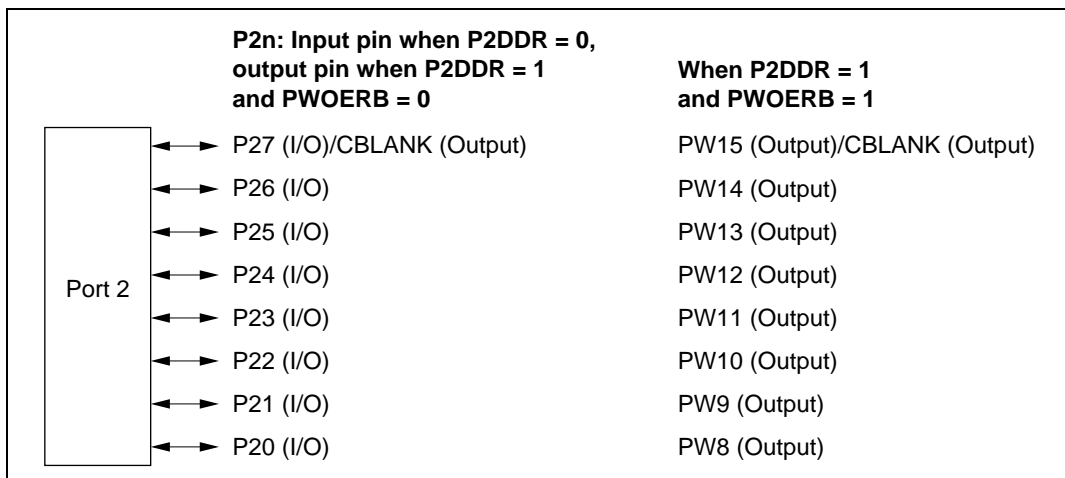 P2n: Input pin when P2DDR = 0,
output pin when P2DDR = 1
and PWOERB = 0
When P2DDR = 1
and PWOERB = 1
Port 2
P27 (I/O)/CBLANK (Output)
PW15 (Output)/CBLANK (Output)
P26 (I/O)
PW14 (Output)
P25 (I/O)
PW13 (Output)
P24 (I/O)
PW12 (Output)
P23 (I/O)
PW11 (Output)
P22 (I/O)
PW10 (Output)
P21 (I/O)
PW9 (Output)
P20 (I/O)
PW8 (Output)